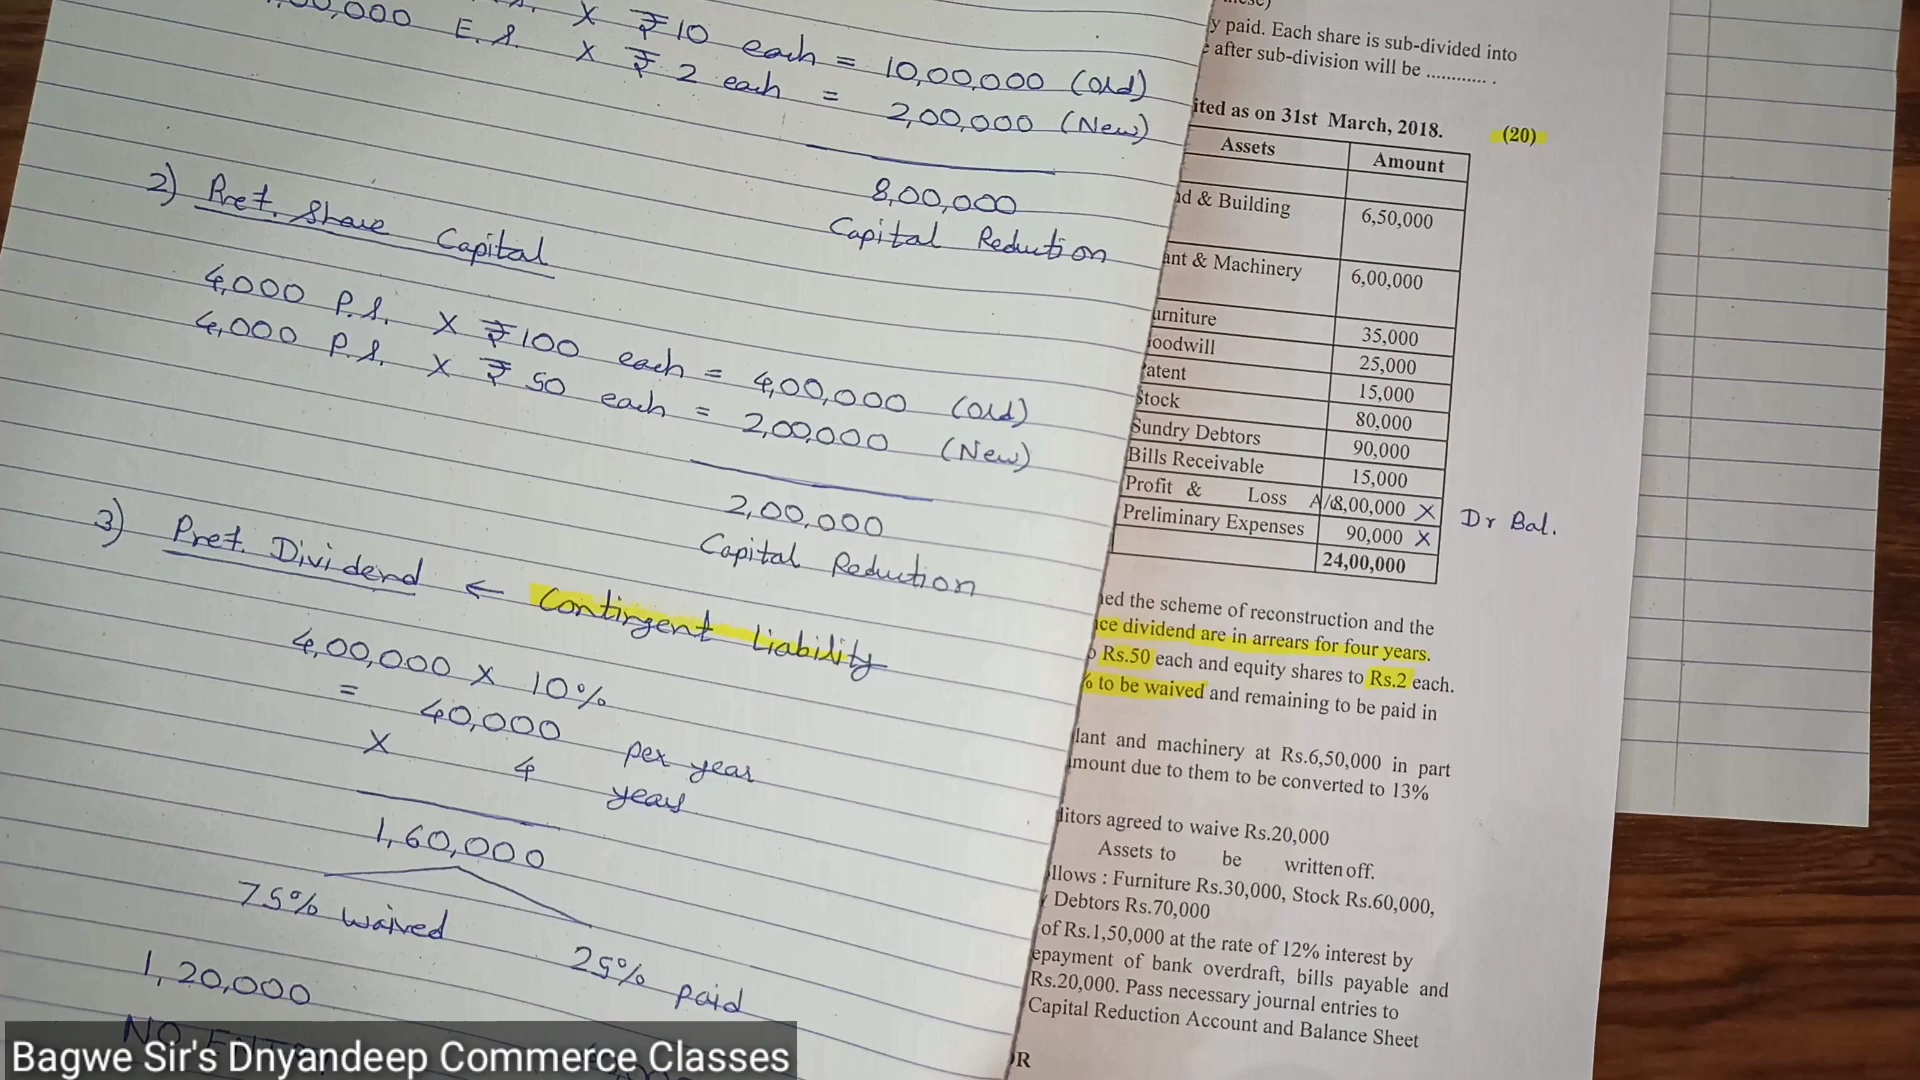 × ₹10 each = 10,00,000 (Old)
E.S. × ₹ 2 each = 2,00,000 (New)
8,00,000
Capital Reduction
2) Pref. Share Capital
4,000 P.S. × ₹100 each = 4,00,000 (Old)
4,000 P.S. × ₹ 50 each = 2,00,000 (New)
2,00,000
Capital Reduction
3) Pref. Dividend ← Contingent Liability
4,00,000 × 10%
= 40,000 per year
× 4 years
1,60,000
75% waived 25% paid
1,20,000
Bagwe Sir's Dnyandeep Commerce Classes
y paid. Each share is sub-divided into
after sub-division will be ............ .
ited as on 31st March, 2018. (20)
Assets Amount
d & Building 6,50,000
ant & Machinery 6,00,000
urniture 35,000
oodwill 25,000
atent 15,000
Stock 80,000
Sundry Debtors 90,000
Bills Receivable 15,000
Profit & Loss A/c 8,00,000 × Dr Bal.
Preliminary Expenses 90,000 ×
24,00,000
ned the scheme of reconstruction and the
ce dividend are in arrears for four years.
Rs.50 each and equity shares to Rs.2 each.
% to be waived and remaining to be paid in
lant and machinery at Rs.6,50,000 in part
mount due to them to be converted to 13%
ditors agreed to waive Rs.20,000
Assets to be written off.
llows : Furniture Rs.30,000, Stock Rs.60,000,
Debtors Rs.70,000
of Rs.1,50,000 at the rate of 12% interest by
epayment of bank overdraft, bills payable and
Rs.20,000. Pass necessary journal entries to
Capital Reduction Account and Balance Sheet
R